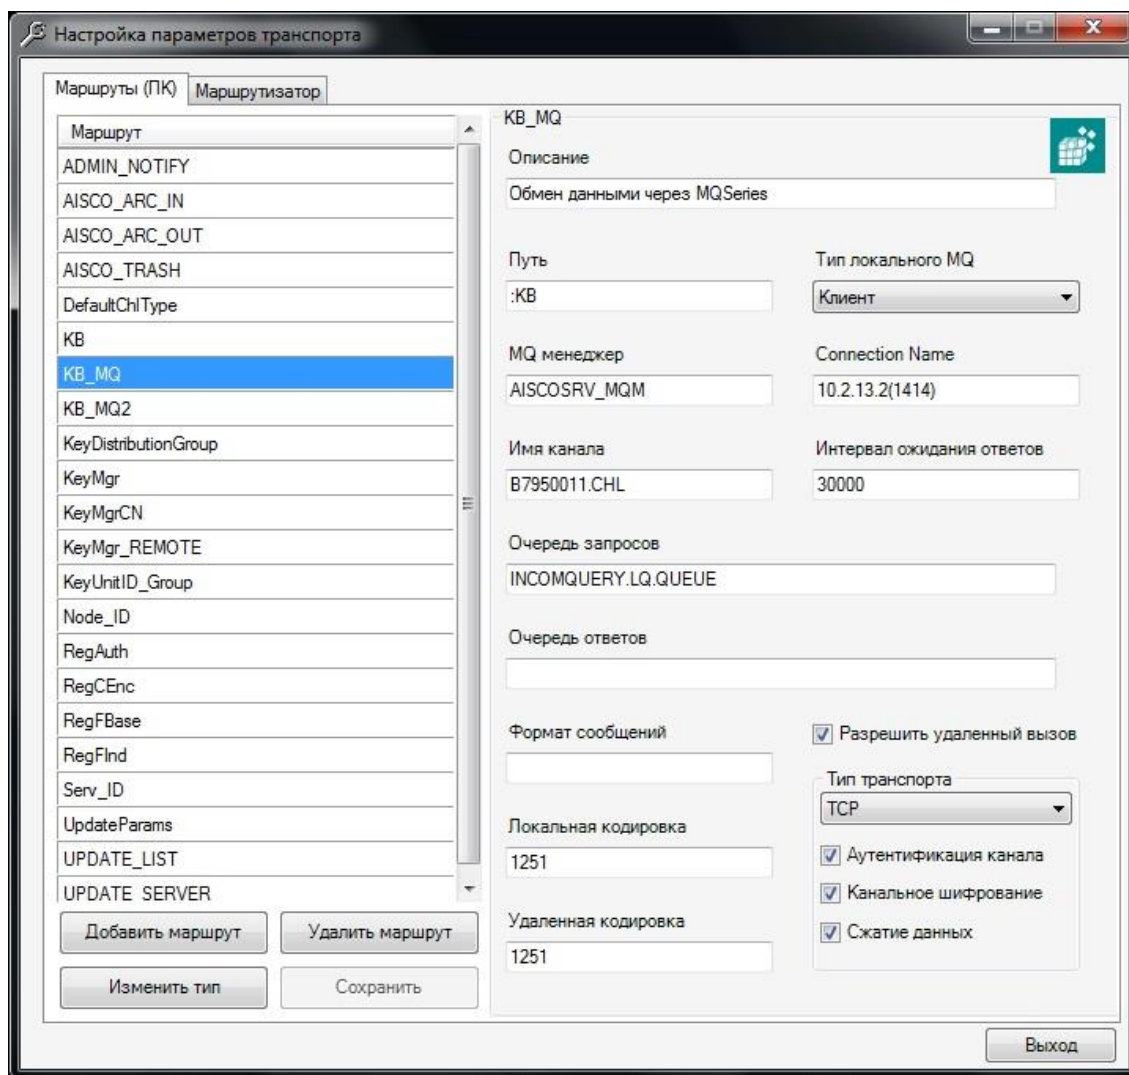 Настройка параметров транспорта
Маршруты (ПК)
Маршрутизатор
Маршрут
ADMIN_NOTIFY
AISCO_ARC_IN
AISCO_ARC_OUT
AISCO_TRASH
DefaultChlType
KB
KB_MQ
KB_MQ2
KeyDistributionGroup
KeyMgr
KeyMgrCN
KeyMgr_REMOTE
KeyUnitID_Group
Node_ID
RegAuth
RegCEnc
RegFBase
RegFInd
Serv_ID
UpdateParams
UPDATE_LIST
UPDATE_SERVER
Добавить маршрут
Удалить маршрут
Изменить тип
Сохранить
KB_MQ
Описание
Обмен данными через MQSeries
Путь
Тип локального MQ
:KB
Клиент
MQ менеджер
Connection Name
AISCOSRV_MQM
10.2.13.2(1414)
Имя канала
Интервал ожидания ответов
B7950011.CHL
30000
Очередь запросов
INCOMQUERY.LQ.QUEUE
Очередь ответов
Формат сообщений
Разрешить удаленный вызов
Тип транспорта
TCP
Локальная кодировка
1251
Аутентификация канала
Канальное шифрование
Удаленная кодировка
Сжатие данных
1251
Выход